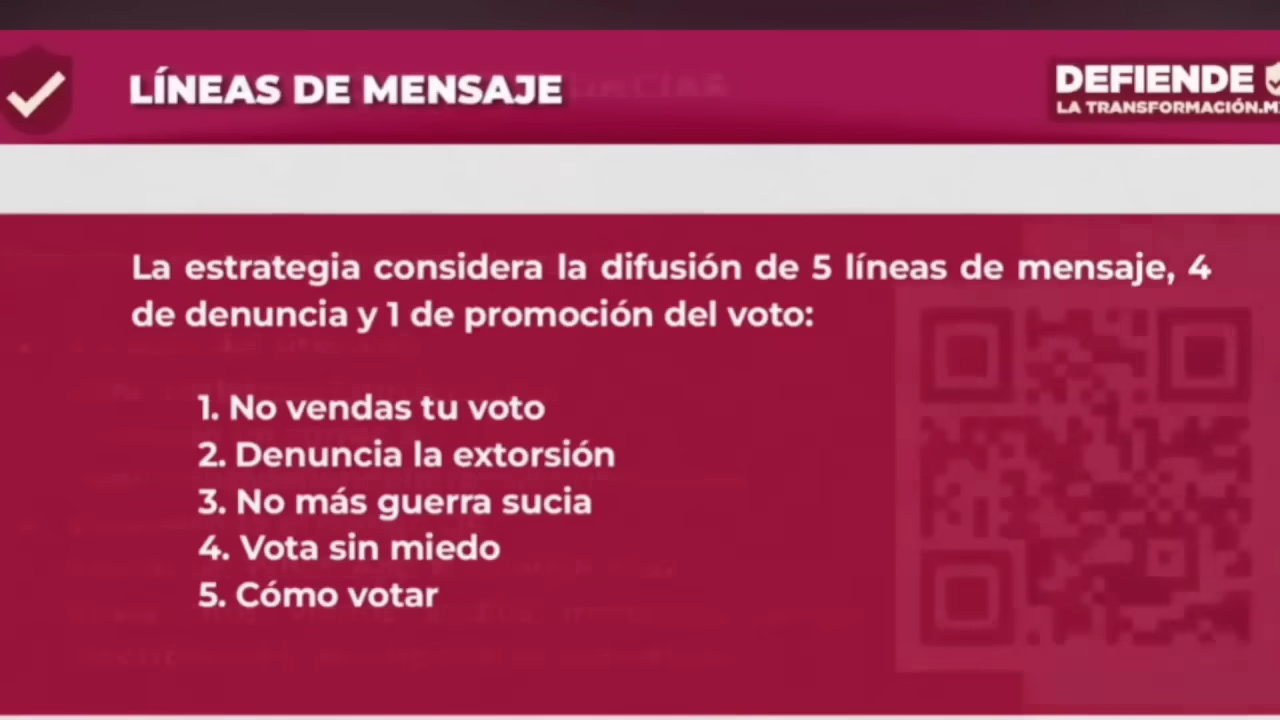 LÍNEAS DE MENSAJE
DEFIENDE
LA TRANSFORMACIÓN.M
La estrategia considera la difusión de 5 líneas de mensaje, 4
de denuncia y 1 de promoción del voto:
1. No vendas tu voto
2. Denuncia la extorsión
3. No más guerra sucia
4. Vota sin miedo
5. Cómo votar